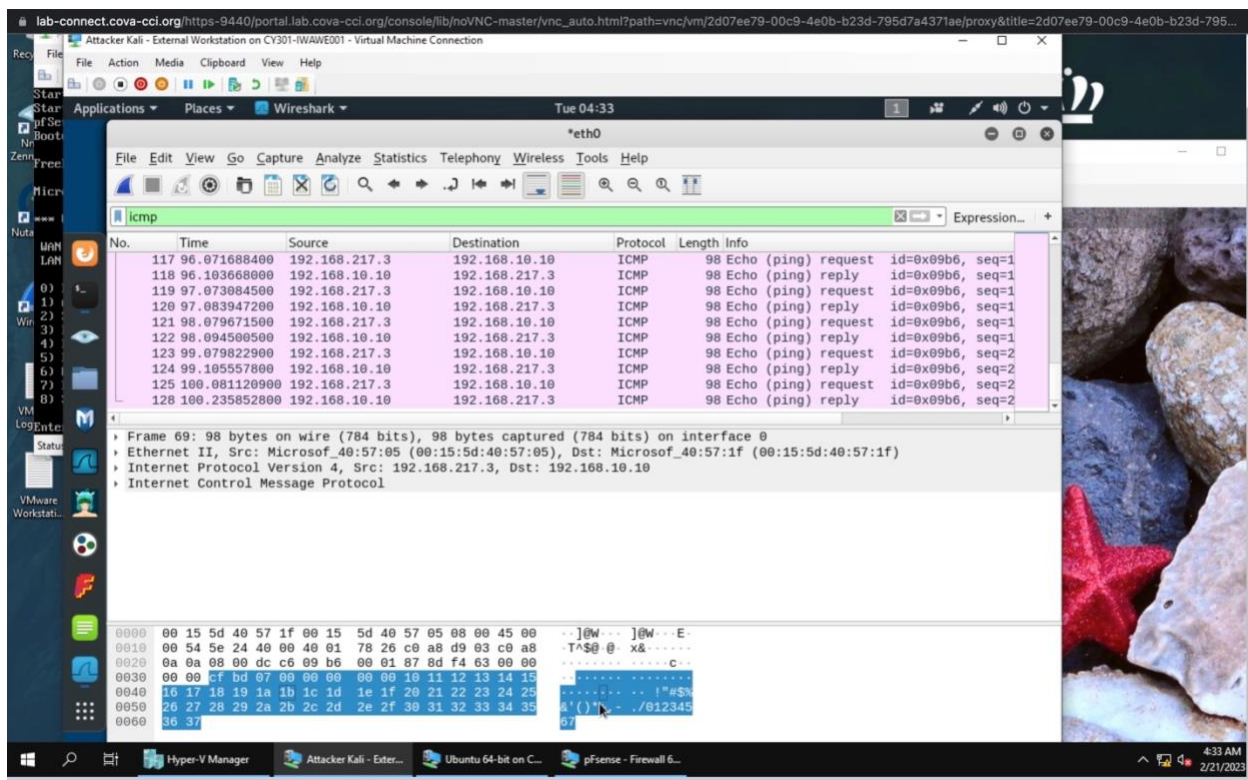 lab-connect.cova-cci.org/https-9440/portal.lab.cova-cci.org/console/lib/noVNC-master/vnc_auto.html?path=vnc/vm/2d07ee79-00c9-4e0b-b23d-795d7a4371ae/proxy&title=2d07ee79-00c9-4e0b-b23d-795...
Attacker Kali - External Workstation on CY301-IWAWE001 - Virtual Machine Connection
File Action Media Clipboard View Help
Applications Places Wireshark Tue 04:33 1
*eth0
File Edit View Go Capture Analyze Statistics Telephony Wireless Tools Help
icmp Expression... +
No. Time Source Destination Protocol Length Info
117 96.071688400 192.168.217.3 192.168.10.10 ICMP 98 Echo (ping) request id=0x09b6, seq=1
118 96.103668000 192.168.10.10 192.168.217.3 ICMP 98 Echo (ping) reply id=0x09b6, seq=1
119 97.073084500 192.168.217.3 192.168.10.10 ICMP 98 Echo (ping) request id=0x09b6, seq=1
120 97.083947200 192.168.10.10 192.168.217.3 ICMP 98 Echo (ping) reply id=0x09b6, seq=1
121 98.079671500 192.168.217.3 192.168.10.10 ICMP 98 Echo (ping) request id=0x09b6, seq=1
122 98.094500500 192.168.10.10 192.168.217.3 ICMP 98 Echo (ping) reply id=0x09b6, seq=1
123 99.079822900 192.168.217.3 192.168.10.10 ICMP 98 Echo (ping) request id=0x09b6, seq=2
124 99.105557800 192.168.10.10 192.168.217.3 ICMP 98 Echo (ping) reply id=0x09b6, seq=2
125 100.081120900 192.168.217.3 192.168.10.10 ICMP 98 Echo (ping) request id=0x09b6, seq=2
128 100.235852800 192.168.10.10 192.168.217.3 ICMP 98 Echo (ping) reply id=0x09b6, seq=2
Frame 69: 98 bytes on wire (784 bits), 98 bytes captured (784 bits) on interface 0
Ethernet II, Src: Microsof_40:57:05 (00:15:5d:40:57:05), Dst: Microsof_40:57:1f (00:15:5d:40:57:1f)
Internet Protocol Version 4, Src: 192.168.217.3, Dst: 192.168.10.10
Internet Control Message Protocol
0000 00 15 5d 40 57 1f 00 15 5d 40 57 05 08 00 45 00 ··]@W··· ]@W···E·
0010 00 54 5e 24 40 00 40 01 78 26 c0 a8 d9 03 c0 a8 ·T^$@·@· x&······
0020 0a 0a 08 00 dc c6 09 b6 00 01 87 8d f4 63 00 00 ········ ·····c··
0030 00 00 cf bd 07 00 00 00 00 00 10 11 12 13 14 15 ········ ········
0040 16 17 18 19 1a 1b 1c 1d 1e 1f 20 21 22 23 24 25 ········ ·· !"#$%
0050 26 27 28 29 2a 2b 2c 2d 2e 2f 30 31 32 33 34 35 ./012345
0060 36 37 67
File
Star
Star
pfSe
Boot
Free
Micr
WAN
LAN
0)
1)
2)
3)
4)
5)
6)
7)
8)
Ente
Status
VMware
Workstati...
Hyper-V Manager Attacker Kali - Exter... Ubuntu 64-bit on C... pFsense - Firewall 6... 4:33 AM
2/21/2023